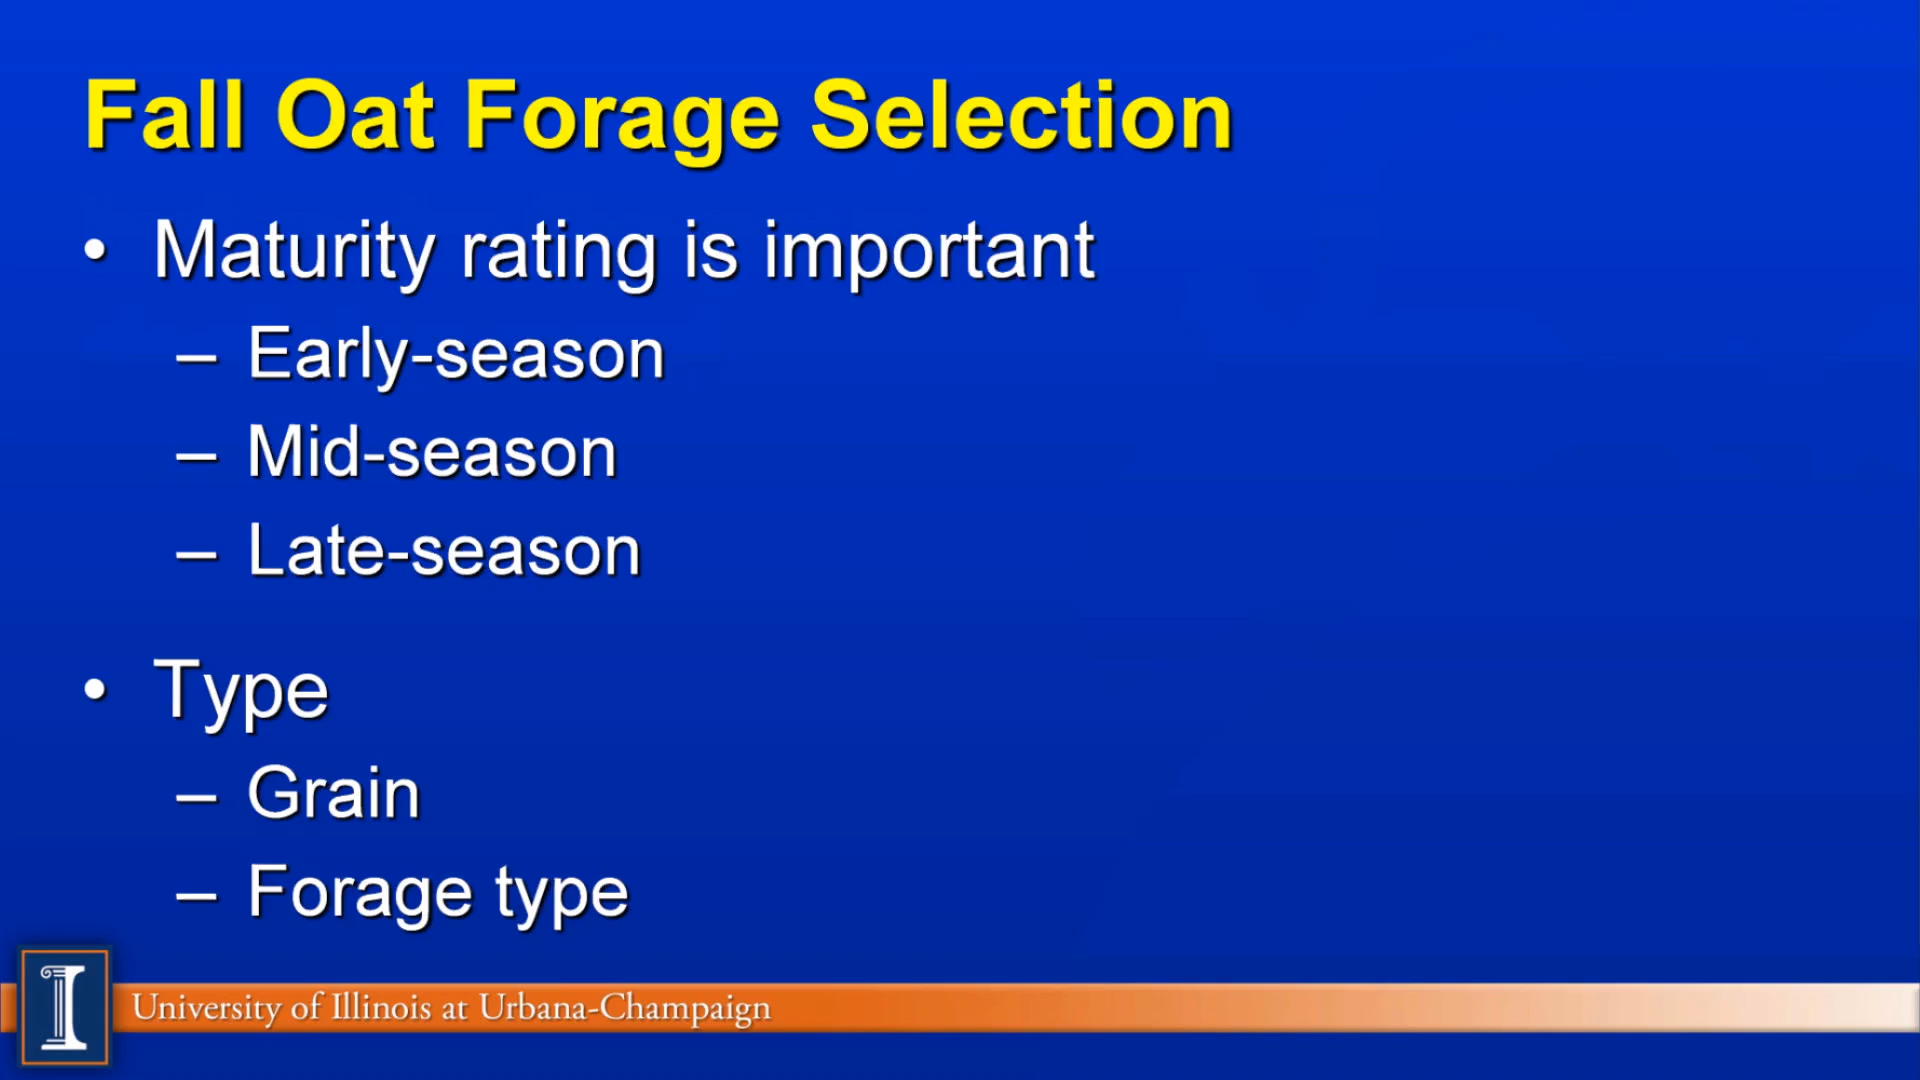 Fall Oat Forage Selection
• Maturity rating is important
– Early-season
– Mid-season
– Late-season
• Type
– Grain
– Forage type
I
University of Illinois at Urbana-Champaign